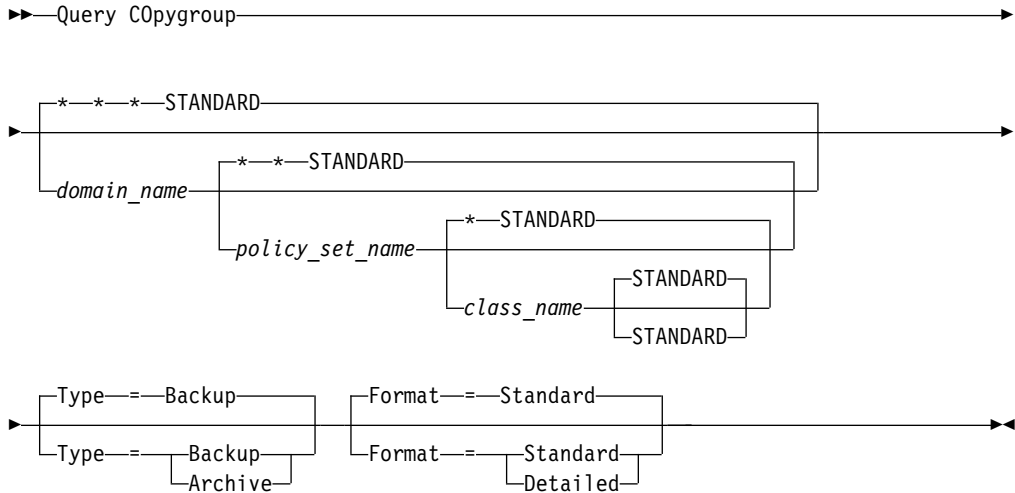 Query COpygroup
* * * STANDARD
domain_name
* * STANDARD
policy_set_name
* STANDARD
class_name
STANDARD
STANDARD
Type = Backup
Type = Backup
Archive
Format = Standard
Format = Standard
Detailed